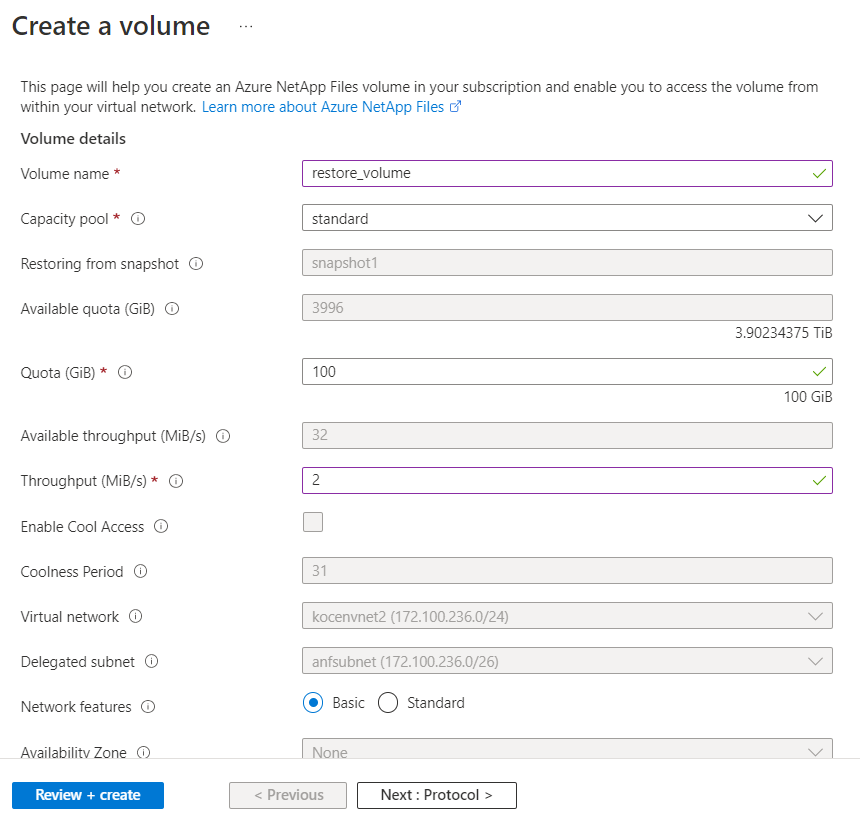 Create a volume ...
This page will help you create an Azure NetApp Files volume in your subscription and enable you to access the volume from
within your virtual network. Learn more about Azure NetApp Files
Volume details
Volume name * restore_volume
Capacity pool * standard
Restoring from snapshot snapshot1
Available quota (GiB) 3996
3.90234375 TiB
Quota (GiB) * 100
100 GiB
Available throughput (MiB/s) 32
Throughput (MiB/s) * 2
Enable Cool Access
Coolness Period 31
Virtual network kocenvnet2 (172.100.236.0/24)
Delegated subnet anfsubnet (172.100.236.0/26)
Network features Basic Standard
Availability Zone None
Review + create < Previous Next : Protocol >